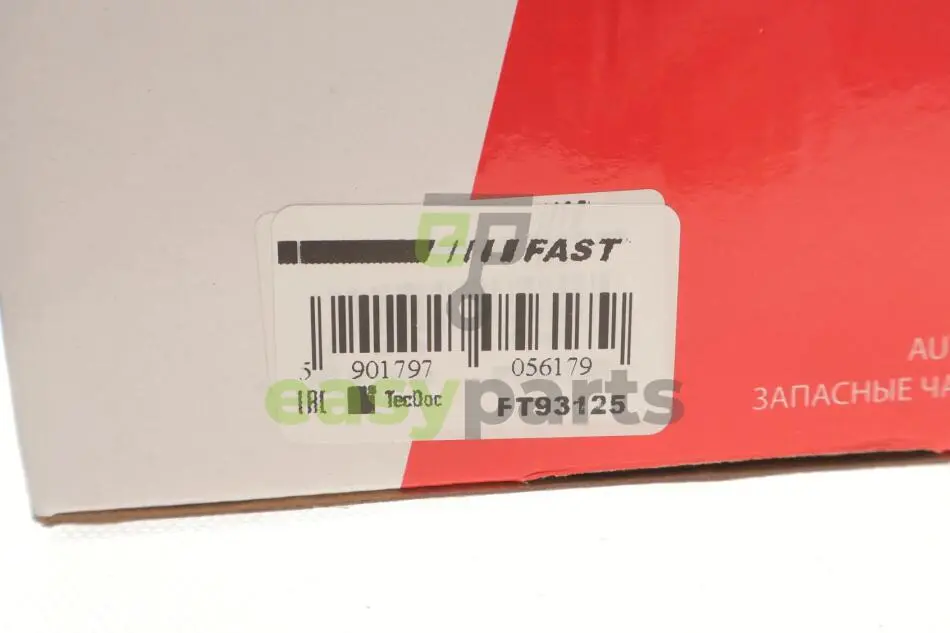 FAST
5 901797 056179
EAC TecDoc FT93125
easyparts
AU
ЗАПАСНЫЕ ЧА